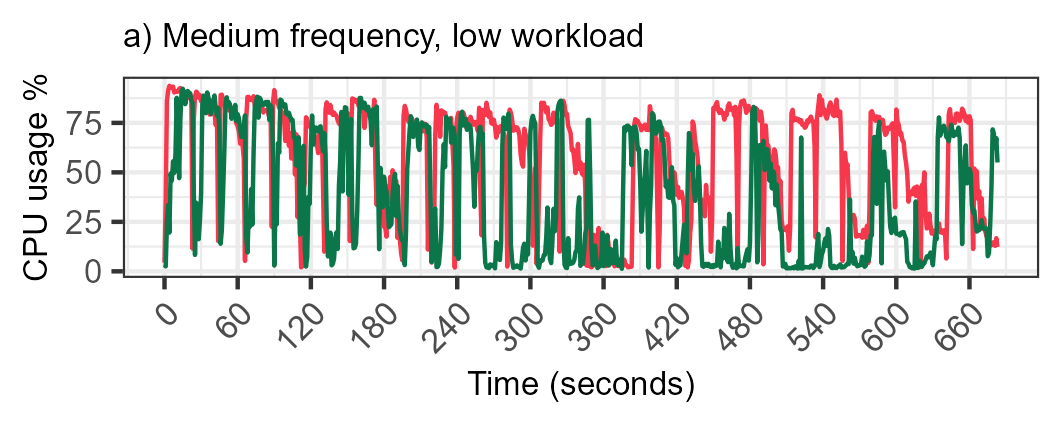 a) Medium frequency, low workload
CPU usage %
75
50
25
0
0 60 120 180 240 300 360 420 480 540 600 660
Time (seconds)